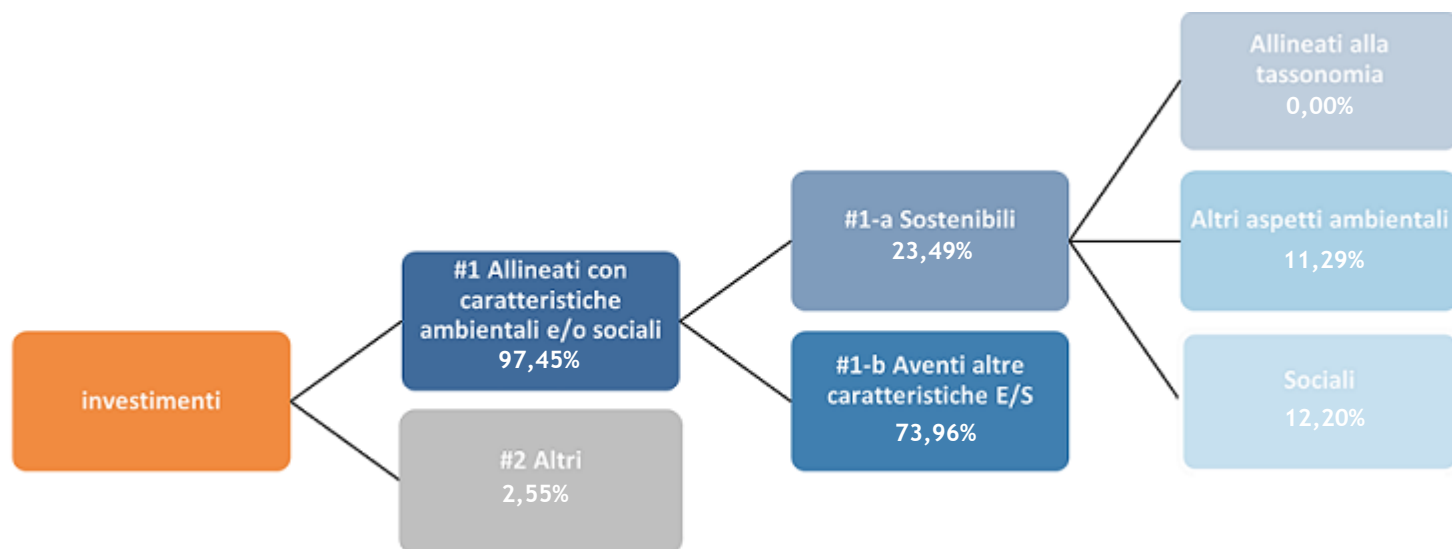 investimenti
#1 Allineati con
caratteristiche
ambientali e/o sociali
97,45%
#2 Altri
2,55%
#1-a Sostenibili
23,49%
#1-b Aventi altre
caratteristiche E/S
73,96%
Allineati alla
tassonomia
0,00%
Altri aspetti ambientali
11,29%
Sociali
12,20%